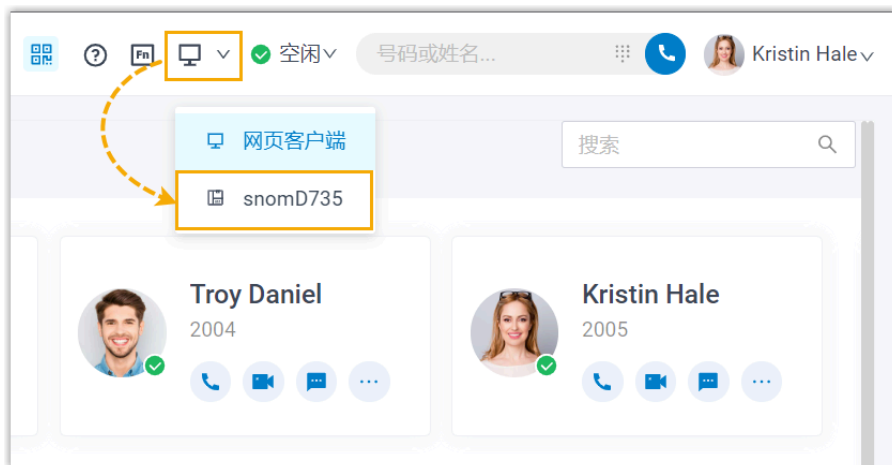 Fn
空闲
号码或姓名...
Kristin Hale
网页客户端
搜索
snomD735
Troy Daniel
2004
Kristin Hale
2005